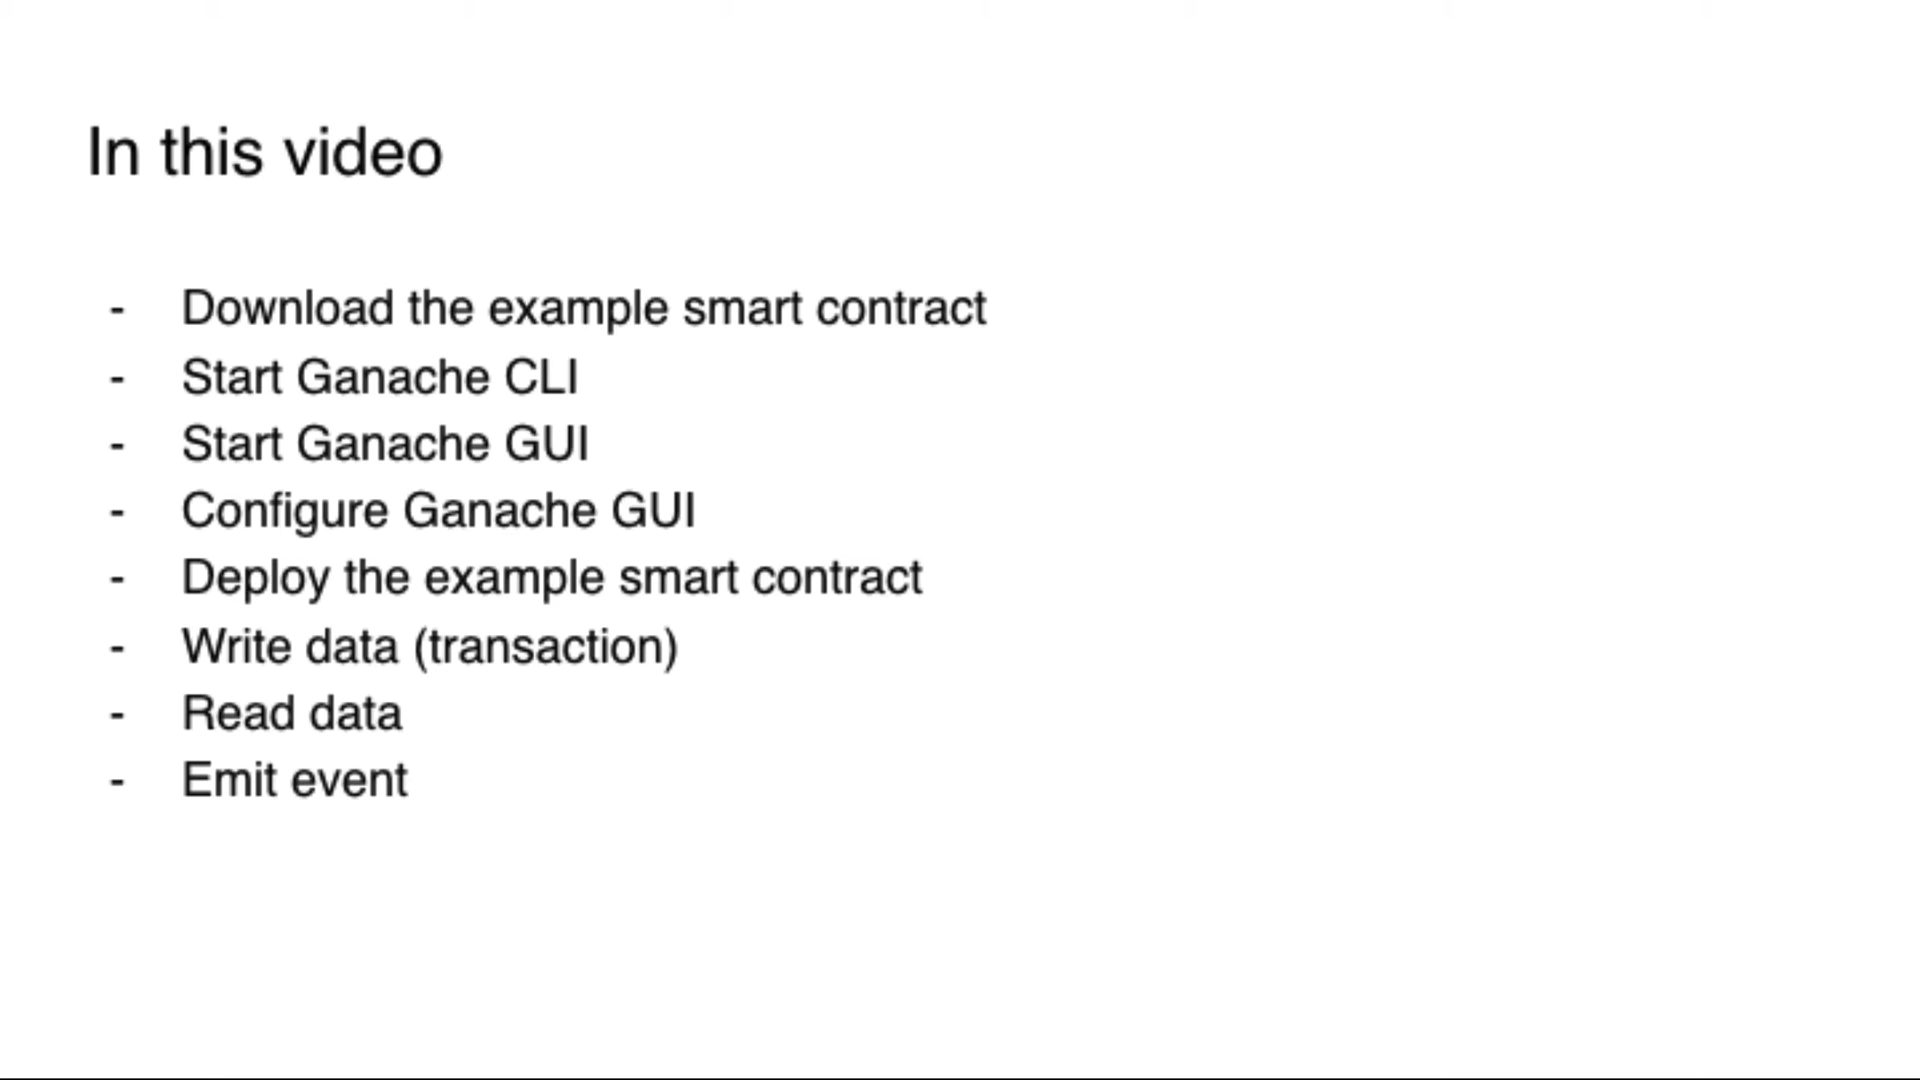 In this video
- Download the example smart contract
- Start Ganache CLI
- Start Ganache GUI
- Configure Ganache GUI
- Deploy the example smart contract
- Write data (transaction)
- Read data
- Emit event